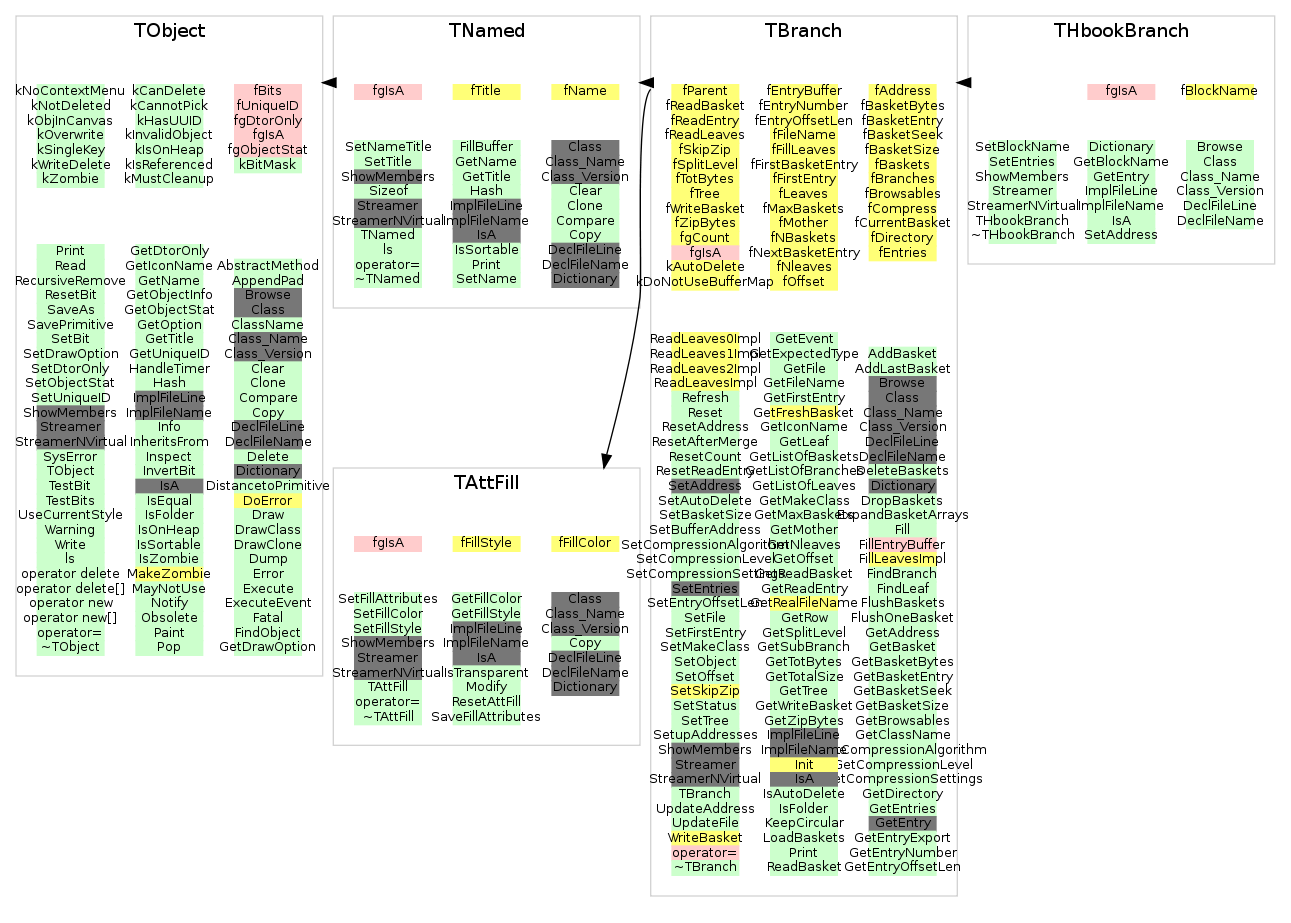 TObject
kNoContextMenu
kNotDeleted
kObjInCanvas
kOverwrite
kSingleKey
kWriteDelete
kZombie
kCanDelete
kCannotPick
kHasUUID
kInvalidObject
kIsOnHeap
kIsReferenced
kMustCleanup
fBits
fUniqueID
fgDtorOnly
fgIsA
fgObjectStat
kBitMask
Print
Read
RecursiveRemove
ResetBit
SaveAs
SavePrimitive
SetBit
SetDrawOption
SetDtorOnly
SetObjectStat
SetUniqueID
ShowMembers
Streamer
StreamerNVirtual
SysError
TObject
TestBit
TestBits
UseCurrentStyle
Warning
Write
ls
operator delete
operator delete[]
operator new
operator new[]
operator=
~TObject
GetDtorOnly
GetIconName
GetName
GetObjectInfo
GetObjectStat
GetOption
GetTitle
GetUniqueID
HandleTimer
Hash
ImplFileLine
ImplFileName
Info
InheritsFrom
Inspect
InvertBit
IsA
IsEqual
IsFolder
IsOnHeap
IsSortable
IsZombie
MakeZombie
MayNotUse
Notify
Obsolete
Paint
Pop
AbstractMethod
AppendPad
Browse
Class
ClassName
Class_Name
Class_Version
Clear
Clone
Compare
Copy
DeclFileLine
DeclFileName
Delete
Dictionary
DistancetoPrimitive
DoError
Draw
DrawClass
DrawClone
Dump
Error
Execute
ExecuteEvent
Fatal
FindObject
GetDrawOption
TNamed
fgIsA
fTitle
fName
SetNameTitle
SetTitle
ShowMembers
Sizeof
Streamer
StreamerNVirtual
TNamed
ls
operator=
~TNamed
FillBuffer
GetName
GetTitle
Hash
ImplFileLine
ImplFileName
IsA
IsSortable
Print
SetName
Class
Class_Name
Class_Version
Clear
Clone
Compare
Copy
DeclFileLine
DeclFileName
Dictionary
TAttFill
fgIsA
fFillStyle
fFillColor
SetFillAttributes
SetFillColor
SetFillStyle
ShowMembers
Streamer
StreamerNVirtual
TAttFill
operator=
~TAttFill
GetFillColor
GetFillStyle
ImplFileLine
ImplFileName
IsA
IsTransparent
Modify
ResetAttFill
SaveFillAttributes
Class
Class_Name
Class_Version
Copy
DeclFileLine
DeclFileName
Dictionary
TBranch
fParent
fReadBasket
fReadEntry
fReadLeaves
fSkipZip
fSplitLevel
fTotBytes
fTree
fWriteBasket
fZipBytes
fgCount
fgIsA
kAutoDelete
kDoNotUseBufferMap
fEntryBuffer
fEntryNumber
fEntryOffsetLen
fFileName
fFillLeaves
fFirstBasketEntry
fFirstEntry
fLeaves
fMaxBaskets
fMother
fNBaskets
fNextBasketEntry
fNleaves
fOffset
fAddress
fBasketBytes
fBasketEntry
fBasketSeek
fBasketSize
fBaskets
fBranches
fBrowsables
fCompress
fCurrentBasket
fDirectory
fEntries
ReadLeaves0Impl
ReadLeaves1Impl
ReadLeaves2Impl
ReadLeavesImpl
Refresh
Reset
ResetAddress
ResetAfterMerge
ResetCount
ResetReadEntry
SetAddress
SetAutoDelete
SetBasketSize
SetBufferAddress
SetCompressionAlgorithm
SetCompressionLevel
SetCompressionSettings
SetEntries
SetEntryOffsetLen
SetFile
SetFirstEntry
SetMakeClass
SetObject
SetOffset
SetSkipZip
SetStatus
SetTree
SetupAddresses
ShowMembers
Streamer
StreamerNVirtual
TBranch
UpdateAddress
UpdateFile
WriteBasket
operator=
~TBranch
GetEvent
GetExpectedType
GetFile
GetFileName
GetFirstEntry
GetFreshBasket
GetIconName
GetLeaf
GetListOfBaskets
GetListOfBranches
GetListOfLeaves
GetMakeClass
GetMaxBaskets
GetMother
GetNleaves
GetOffset
GetReadBasket
GetReadEntry
GetRealFileName
GetRow
GetSplitLevel
GetSubBranch
GetTotBytes
GetTotalSize
GetTree
GetWriteBasket
GetZipBytes
ImplFileLine
ImplFileName
Init
IsA
IsAutoDelete
IsFolder
KeepCircular
LoadBaskets
Print
ReadBasket
AddBasket
AddLastBasket
Browse
Class
Class_Name
Class_Version
DeclFileLine
DeclFileName
DeleteBaskets
Dictionary
DropBaskets
ExpandBasketArrays
Fill
FillEntryBuffer
FillLeavesImpl
FindBranch
FindLeaf
FlushBaskets
FlushOneBasket
GetAddress
GetBasket
GetBasketBytes
GetBasketEntry
GetBasketSeek
GetBasketSize
GetBrowsables
GetClassName
CompressionAlgorithm
GetCompressionLevel
etCompressionSettings
GetDirectory
GetEntries
GetEntry
GetEntryExport
GetEntryNumber
GetEntryOffsetLen
THbookBranch
fgIsA
fBlockName
SetBlockName
SetEntries
ShowMembers
Streamer
StreamerNVirtual
THbookBranch
~THbookBranch
Dictionary
GetBlockName
GetEntry
ImplFileLine
ImplFileName
IsA
SetAddress
Browse
Class
Class_Name
Class_Version
DeclFileLine
DeclFileName